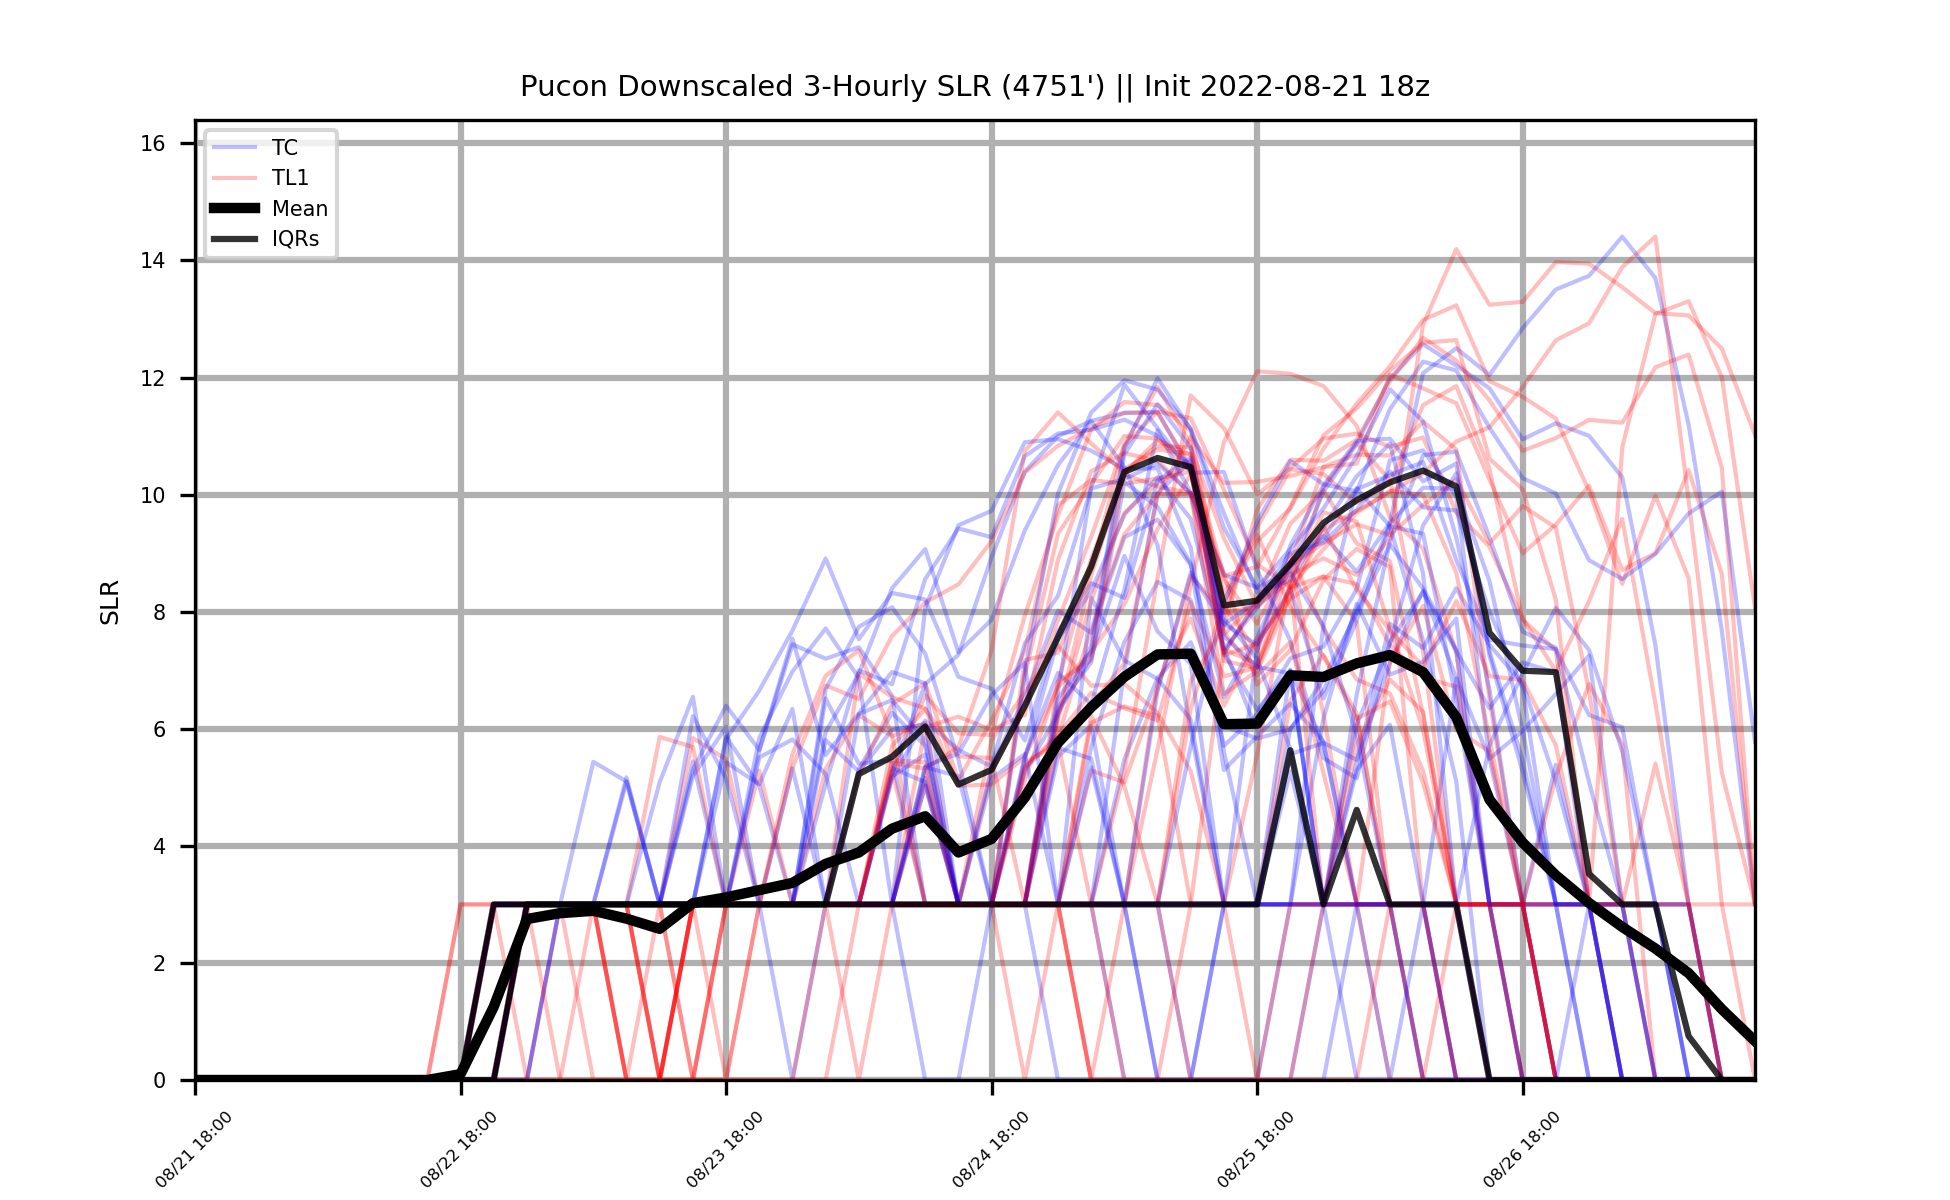 Pucon Downscaled 3-Hourly SLR (4751') || Init 2022-08-21 18z
TC
TL1
Mean
IQRs
SLR
16
14
12
10
8
6
4
2
0
08/21 18:00
08/22 18:00
08/23 18:00
08/24 18:00
08/25 18:00
08/26 18:00